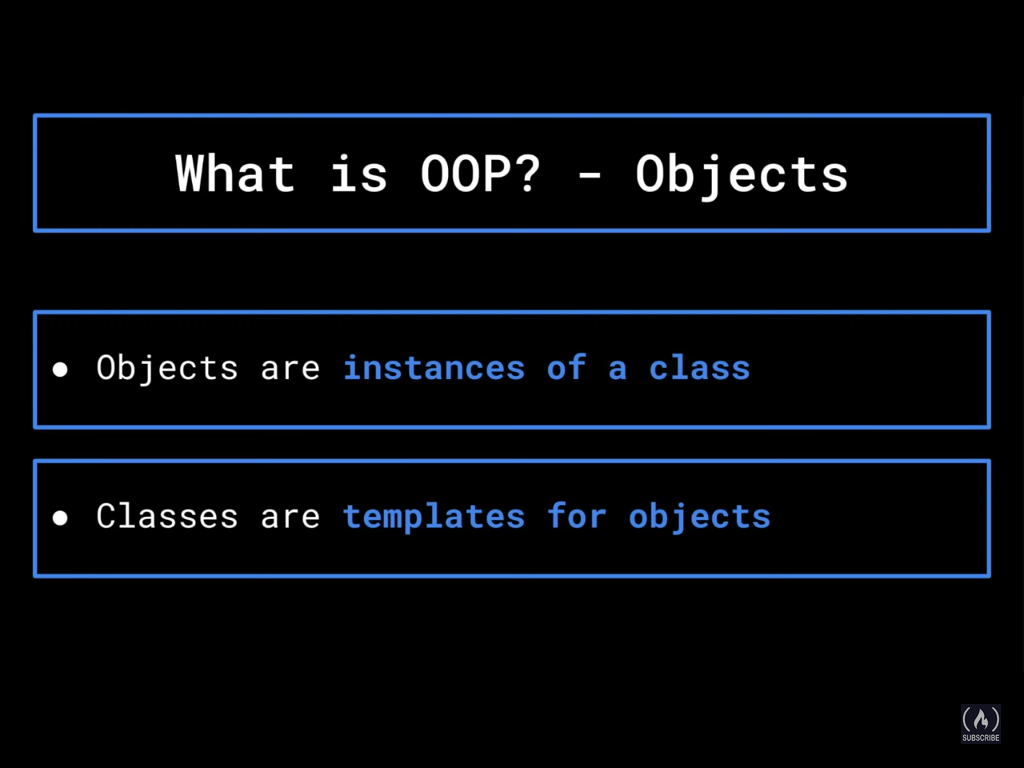 What is OOP? - Objects
● Objects are instances of a class
● Classes are templates for objects
SUBSCRIBE